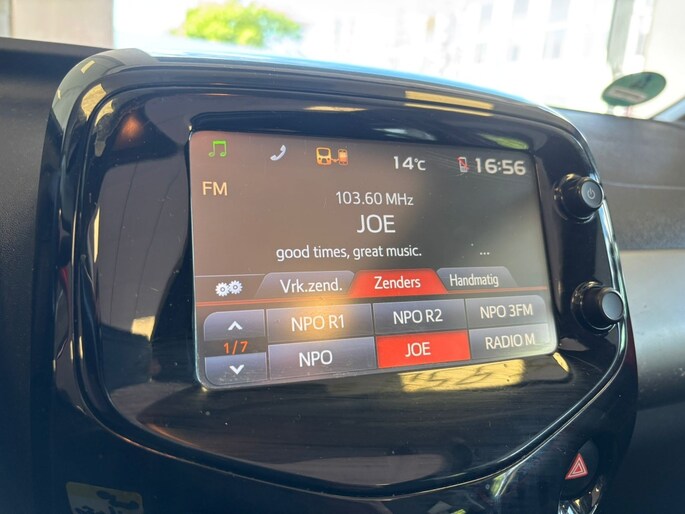 14°c
16:56
FM
103.60 MHz
JOE
good times, great music.
...
Vrk.zend.
Zenders
Handmatig
NPO R1
NPO R2
NPO 3FM
1/7
NPO
JOE
RADIO M